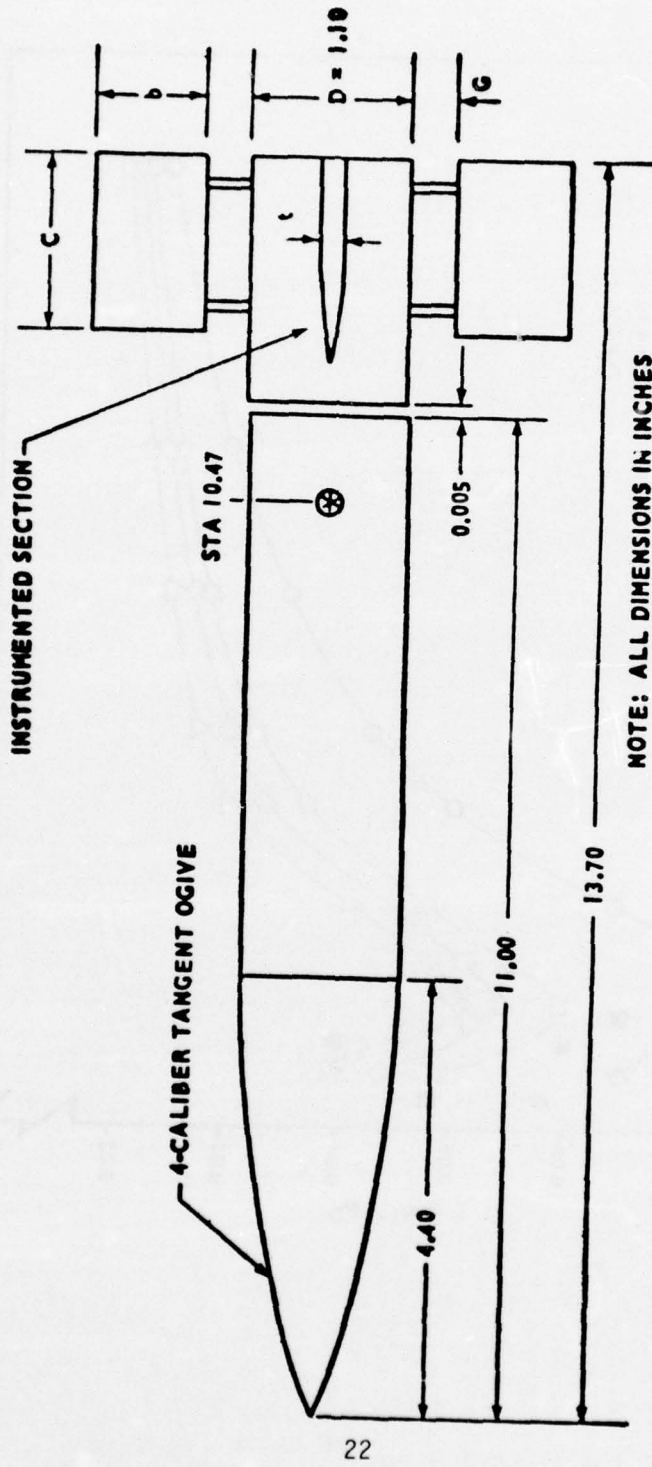 INSTRUMENTED SECTION
4-CALIBER TANGENT OGIVE
STA 10.47
C
b
D = 1.10
G
t
0.005
4.40
11.00
13.70
NOTE: ALL DIMENSIONS IN INCHES
22